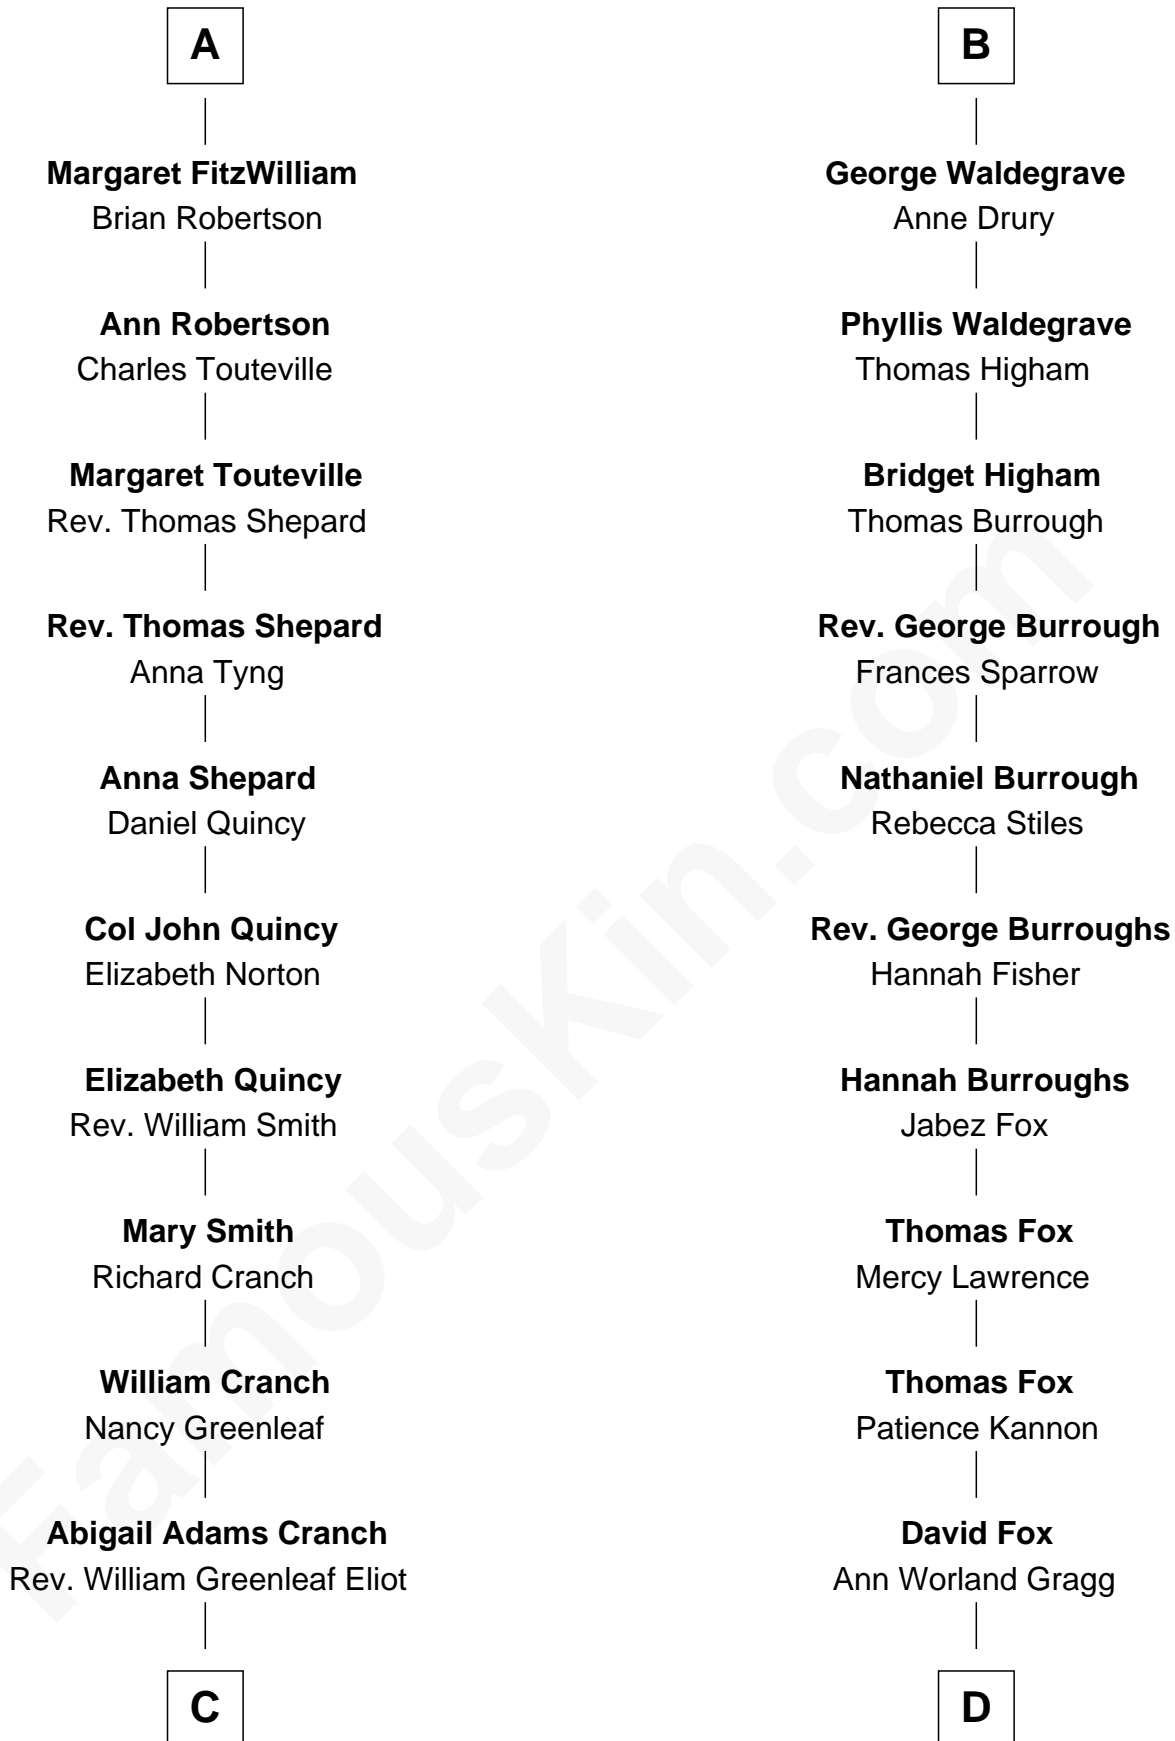 A
Margaret FitzWilliam
Brian Robertson
Ann Robertson
Charles Touteville
Margaret Touteville
Rev. Thomas Shepard
Rev. Thomas Shepard
Anna Tyng
Anna Shepard
Daniel Quincy
Col John Quincy
Elizabeth Norton
Elizabeth Quincy
Rev. William Smith
Mary Smith
Richard Cranch
William Cranch
Nancy Greenleaf
Abigail Adams Cranch
Rev. William Greenleaf Eliot
C
B
George Waldegrave
Anne Drury
Phyllis Waldegrave
Thomas Higham
Bridget Higham
Thomas Burrough
Rev. George Burrough
Frances Sparrow
Nathaniel Burrough
Rebecca Stiles
Rev. George Burroughs
Hannah Fisher
Hannah Burroughs
Jabez Fox
Thomas Fox
Mercy Lawrence
Thomas Fox
Patience Kannon
David Fox
Ann Worland Gragg
D
FamousKin.com